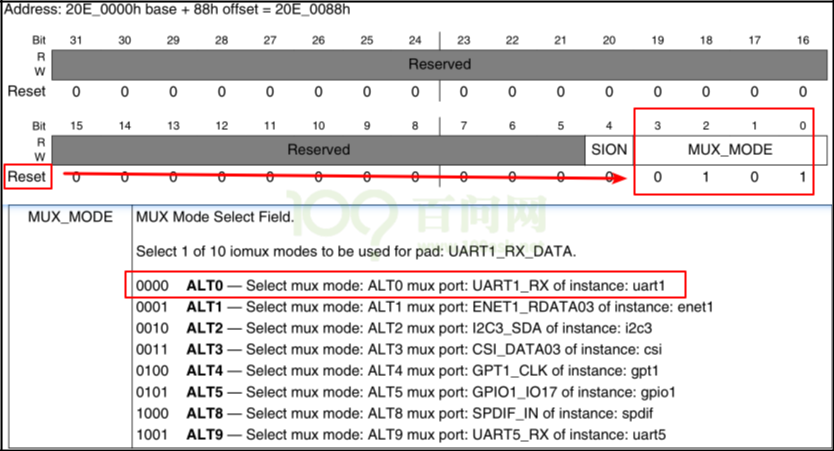 Address: 20E_0000h base + 88h offset = 20E_0088h
Bit 31 30 29 28 27 26 25 24 23 22 21 20 19 18 17 16
R
W
Reserved
Reset 0 0 0 0 0 0 0 0 0 0 0 0 0 0 0 0
Bit 15 14 13 12 11 10 9 8 7 6 5 4 3 2 1 0
R
W
Reserved SION MUX_MODE
Reset 0 0 0 0 0 0 0 0 0 0 0 0 0 1 0 1
百问网
MUX_MODE MUX Mode Select Field.
Select 1 of 10 iomux modes to be used for pad: UART1_RX_DATA.
0000 ALT0 — Select mux mode: ALT0 mux port: UART1_RX of instance: uart1
0001 ALT1 — Select mux mode: ALT1 mux port: ENET1_RDATA03 of instance: enet1
0010 ALT2 — Select mux mode: ALT2 mux port: I2C3_SDA of instance: i2c3
0011 ALT3 — Select mux mode: ALT3 mux port: CSI_DATA03 of instance: csi
0100 ALT4 — Select mux mode: ALT4 mux port: GPT1_CLK of instance: gpt1
0101 ALT5 — Select mux mode: ALT5 mux port: GPIO1_IO17 of instance: gpio1
1000 ALT8 — Select mux mode: ALT8 mux port: SPDIF_IN of instance: spdif
1001 ALT9 — Select mux mode: ALT9 mux port: UART5_RX of instance: uart5